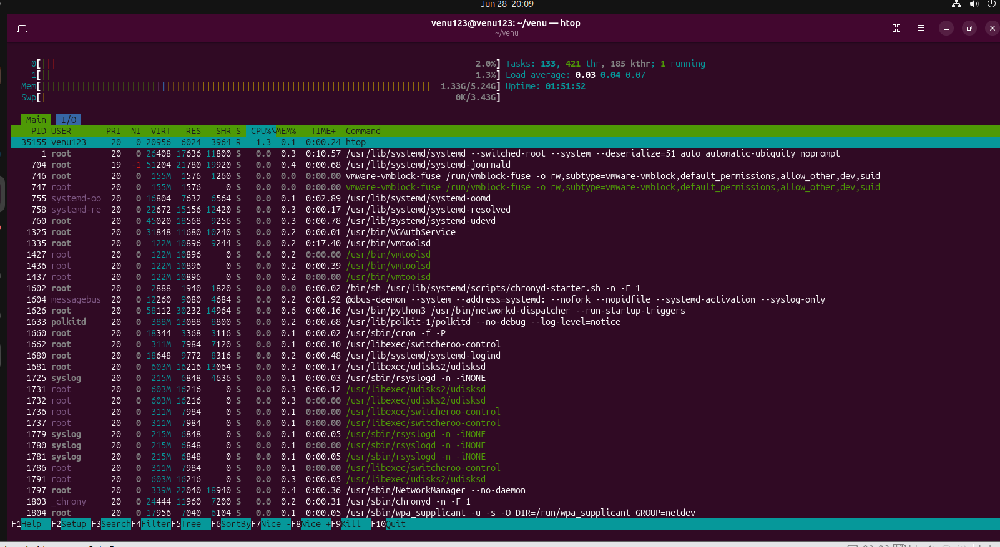 Jun 28 20:09
venu123@venu123: ~/venu — htop
~/venu
0[||| 2.0%] Tasks: 133, 421 thr, 185 kthr; 1 running
1[|| 1.3%] Load average: 0.03 0.04 0.07
Mem[ 1.33G/5.24G] Uptime: 01:51:52
Swp[| 0K/3.43G]
Main I/O
PID USER PRI NI VIRT RES SHR S CPU%▽MEM% TIME+ Command
35155 venu123 20 0 20956 6024 3964 R 1.3 0.1 0:00.24 htop
1 root 20 0 26408 17636 11800 S 0.0 0.3 0:10.57 /usr/lib/systemd/systemd --switched-root --system --deserialize=51 auto automatic-ubiquity noprompt
704 root 19 -1 51204 21780 19920 S 0.0 0.4 0:00.68 /usr/lib/systemd/systemd-journald
746 root 20 0 155M 1576 1260 S 0.0 0.0 0:00.00 vmware-vmblock-fuse /run/vmblock-fuse -o rw,subtype=vmware-vmblock,default_permissions,allow_other,dev,suid
747 root 20 0 155M 1576 0 S 0.0 0.0 0:00.00 vmware-vmblock-fuse /run/vmblock-fuse -o rw,subtype=vmware-vmblock,default_permissions,allow_other,dev,suid
755 systemd-oo 20 0 16804 7632 6564 S 0.0 0.1 0:02.89 /usr/lib/systemd/systemd-oomd
758 systemd-re 20 0 22672 15156 12420 S 0.0 0.3 0:00.17 /usr/lib/systemd/systemd-resolved
760 root 20 0 45020 18568 9256 S 0.0 0.3 0:00.78 /usr/lib/systemd/systemd-udevd
1325 root 20 0 31848 11680 10240 S 0.0 0.2 0:00.01 /usr/bin/VGAuthService
1335 root 20 0 122M 10896 9244 S 0.0 0.2 0:17.40 /usr/bin/vmtoolsd
1427 root 20 0 122M 10896 0 S 0.0 0.2 0:00.00 /usr/bin/vmtoolsd
1436 root 20 0 122M 10896 0 S 0.0 0.2 0:00.39 /usr/bin/vmtoolsd
1437 root 20 0 122M 10896 0 S 0.0 0.2 0:00.00 /usr/bin/vmtoolsd
1602 root 20 0 2888 1940 1820 S 0.0 0.0 0:00.02 /bin/sh /usr/lib/systemd/scripts/chronyd-starter.sh -n -F 1
1604 messagebus 20 0 12260 9080 4684 S 0.0 0.2 0:01.92 @dbus-daemon --system --address=systemd: --nofork --nopidfile --systemd-activation --syslog-only
1626 root 20 0 58112 30232 14964 S 0.0 0.6 0:00.16 /usr/bin/python3 /usr/bin/networkd-dispatcher --run-startup-triggers
1633 polkitd 20 0 388M 13088 8800 S 0.0 0.2 0:00.68 /usr/lib/polkit-1/polkitd --no-debug --log-level=notice
1660 root 20 0 18344 3368 3116 S 0.0 0.1 0:00.02 /usr/sbin/cron -f -P
1662 root 20 0 311M 7984 7120 S 0.0 0.1 0:00.10 /usr/libexec/switcheroo-control
1680 root 20 0 18648 9772 8316 S 0.0 0.2 0:00.48 /usr/lib/systemd/systemd-logind
1681 root 20 0 603M 16216 13064 S 0.0 0.3 0:00.17 /usr/libexec/udisks2/udisksd
1725 syslog 20 0 215M 6848 4636 S 0.0 0.1 0:00.03 /usr/sbin/rsyslogd -n -iNONE
1731 root 20 0 603M 16216 0 S 0.0 0.3 0:00.12 /usr/libexec/udisks2/udisksd
1732 root 20 0 603M 16216 0 S 0.0 0.3 0:00.00 /usr/libexec/udisks2/udisksd
1736 root 20 0 311M 7984 0 S 0.0 0.1 0:00.00 /usr/libexec/switcheroo-control
1737 root 20 0 311M 7984 0 S 0.0 0.1 0:00.00 /usr/libexec/switcheroo-control
1779 syslog 20 0 215M 6848 0 S 0.0 0.1 0:00.05 /usr/sbin/rsyslogd -n -iNONE
1780 syslog 20 0 215M 6848 0 S 0.0 0.1 0:00.00 /usr/sbin/rsyslogd -n -iNONE
1781 syslog 20 0 215M 6848 0 S 0.0 0.1 0:00.05 /usr/sbin/rsyslogd -n -iNONE
1786 root 20 0 311M 7984 0 S 0.0 0.1 0:00.00 /usr/libexec/switcheroo-control
1791 root 20 0 603M 16216 0 S 0.0 0.3 0:00.05 /usr/libexec/udisks2/udisksd
1797 root 20 0 339M 22040 18940 S 0.0 0.4 0:00.36 /usr/sbin/NetworkManager --no-daemon
1803 _chrony 20 0 24444 11960 7200 S 0.0 0.2 0:00.31 /usr/sbin/chronyd -n -F 1
1804 root 20 0 17956 7040 6104 S 0.0 0.1 0:00.05 /usr/sbin/wpa_supplicant -u -s -O DIR=/run/wpa_supplicant GROUP=netdev
F1Help F2Setup F3SearchF4FilterF5Tree F6SortByF7Nice -F8Nice +F9Kill F10Quit